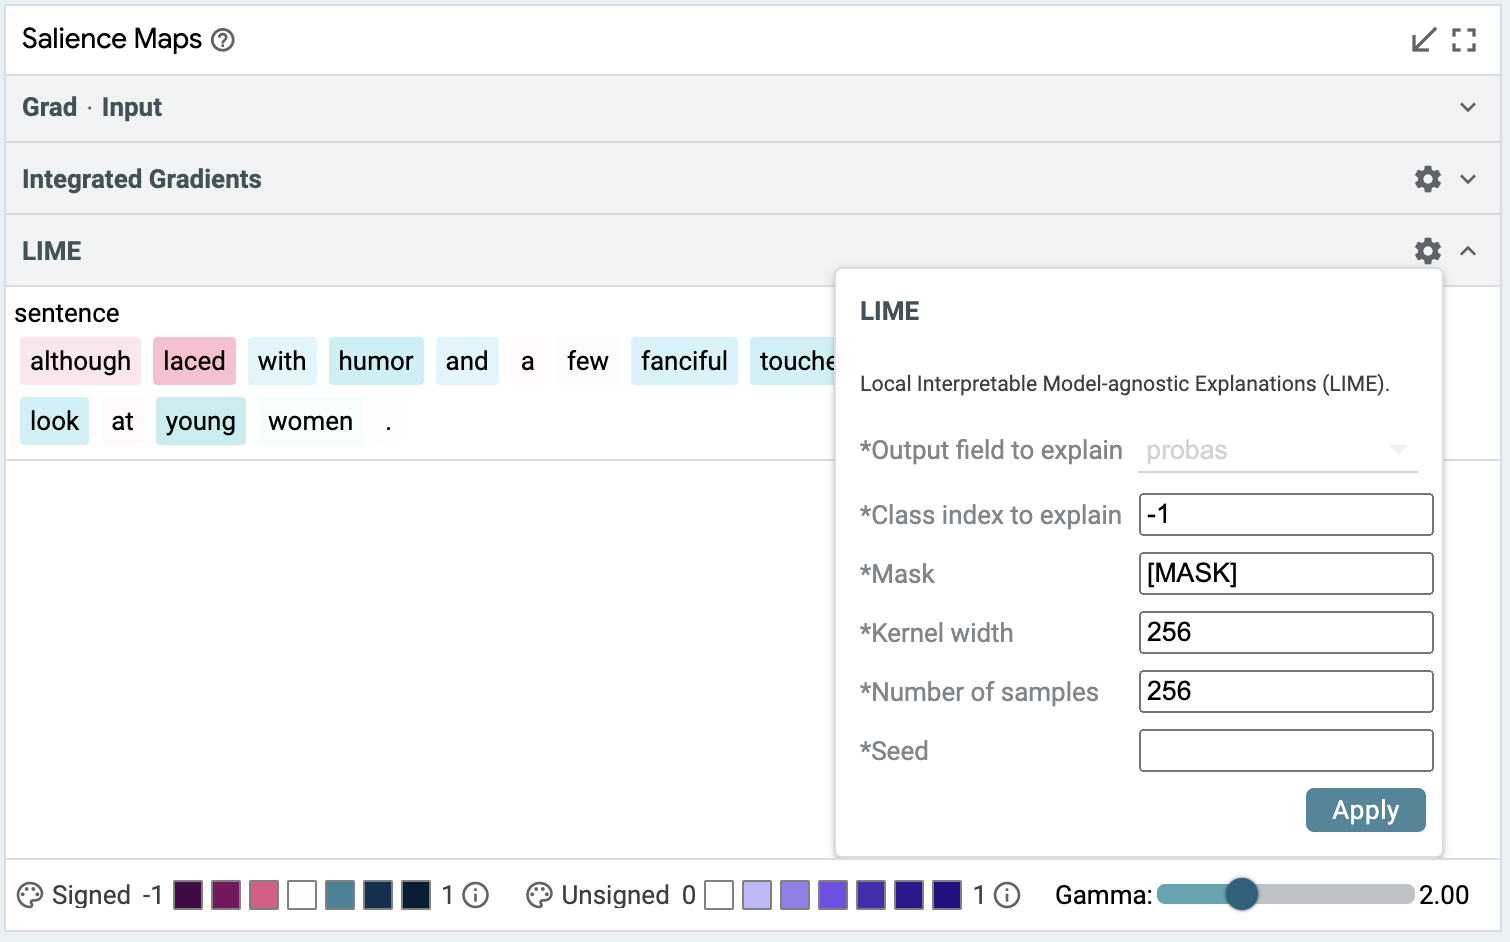 Salience Maps
Grad · Input
Integrated Gradients
LIME
sentence
although laced with humor and a few fanciful touche
look at young women .
LIME
Local Interpretable Model-agnostic Explanations (LIME).
*Output field to explain probas
*Class index to explain -1
*Mask [MASK]
*Kernel width 256
*Number of samples 256
*Seed
Apply
Signed -1 1 Unsigned 0 1 Gamma: 2.00